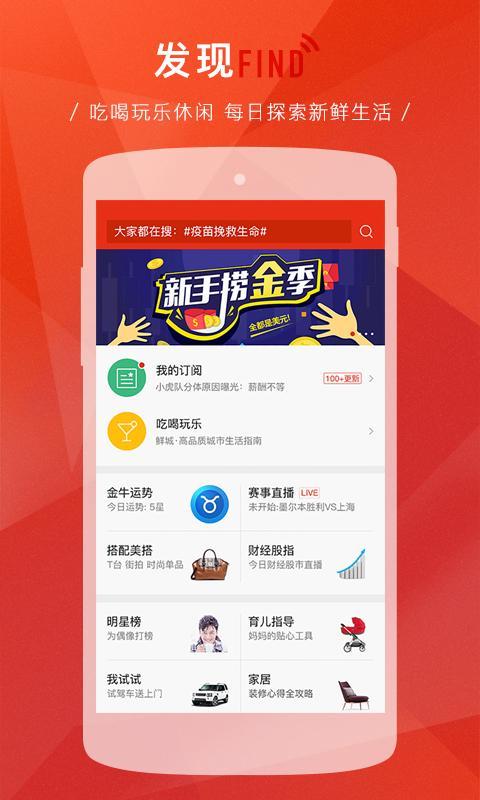 发现FIND
/ 吃喝玩乐休闲 每日探索新鲜生活 /
大家都在搜：#疫苗挽救生命#
新手捞金季
全都是美元!
我的订阅
小虎队分体原因曝光：薪酬不等
100+更新
吃喝玩乐
鲜城·高品质城市生活指南
金牛运势
今日运势: 5星
赛事直播 LIVE
未开始:墨尔本胜利VS上海
搭配美搭
T台 街拍 时尚单品
财经股指
今日财经股市直播
明星榜
为偶像打榜
育儿指导
妈妈的贴心工具
我试试
试驾车送上门
家居
装修心得全攻略